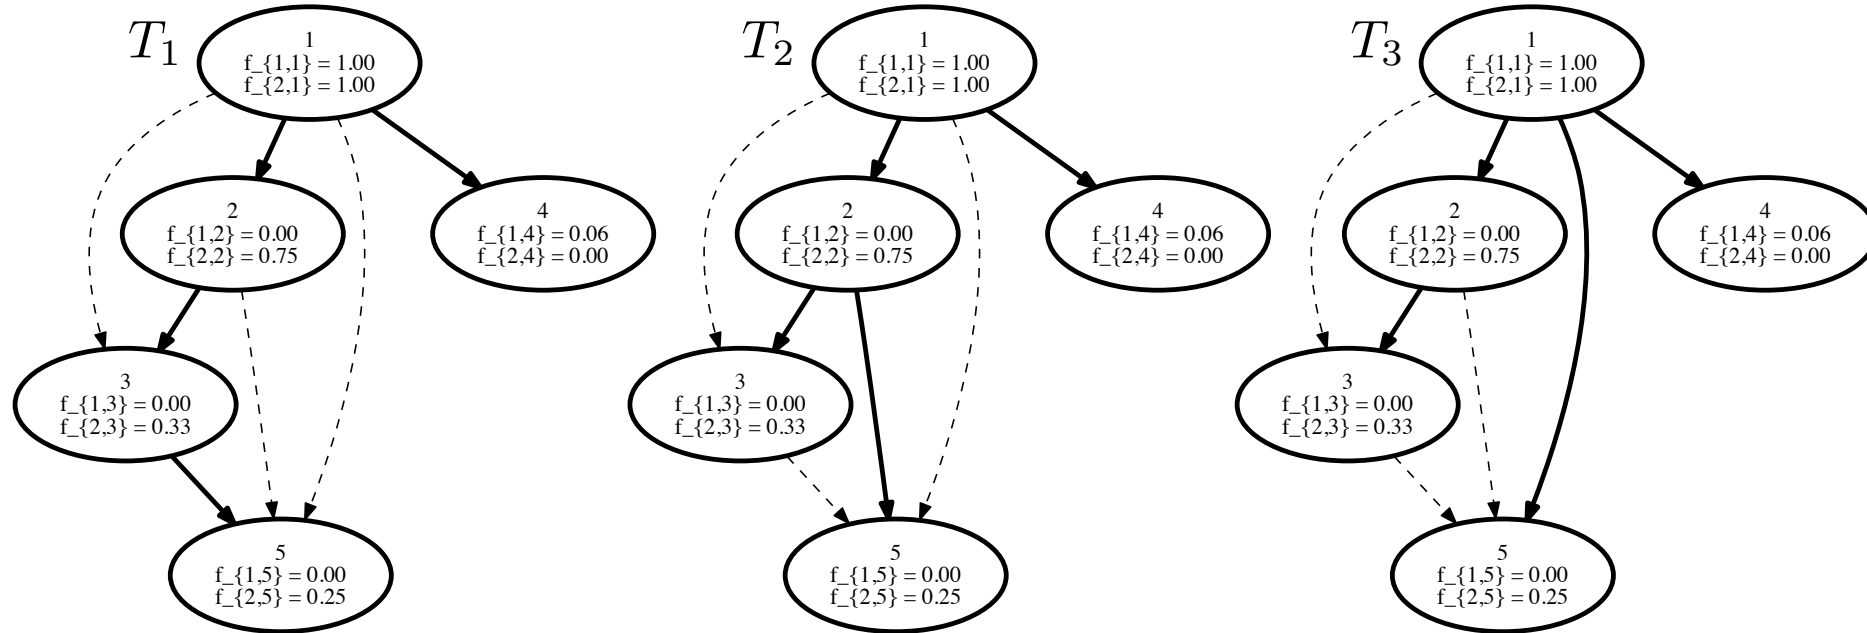 T_1
1
f_{1,1} = 1.00
f_{2,1} = 1.00
2
f_{1,2} = 0.00
f_{2,2} = 0.75
4
f_{1,4} = 0.06
f_{2,4} = 0.00
3
f_{1,3} = 0.00
f_{2,3} = 0.33
5
f_{1,5} = 0.00
f_{2,5} = 0.25
T_2
1
f_{1,1} = 1.00
f_{2,1} = 1.00
2
f_{1,2} = 0.00
f_{2,2} = 0.75
4
f_{1,4} = 0.06
f_{2,4} = 0.00
3
f_{1,3} = 0.00
f_{2,3} = 0.33
5
f_{1,5} = 0.00
f_{2,5} = 0.25
T_3
1
f_{1,1} = 1.00
f_{2,1} = 1.00
2
f_{1,2} = 0.00
f_{2,2} = 0.75
4
f_{1,4} = 0.06
f_{2,4} = 0.00
3
f_{1,3} = 0.00
f_{2,3} = 0.33
5
f_{1,5} = 0.00
f_{2,5} = 0.25